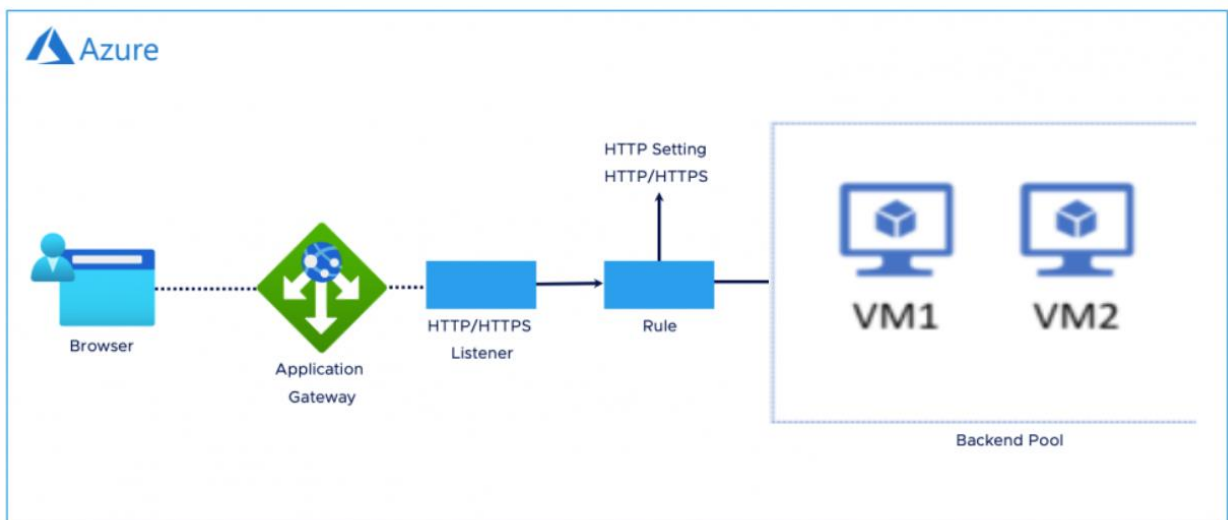 Azure
HTTP Setting
HTTP/HTTPS
VM1
VM2
HTTP/HTTPS
Listener
Rule
Browser
Application
Gateway
Backend Pool